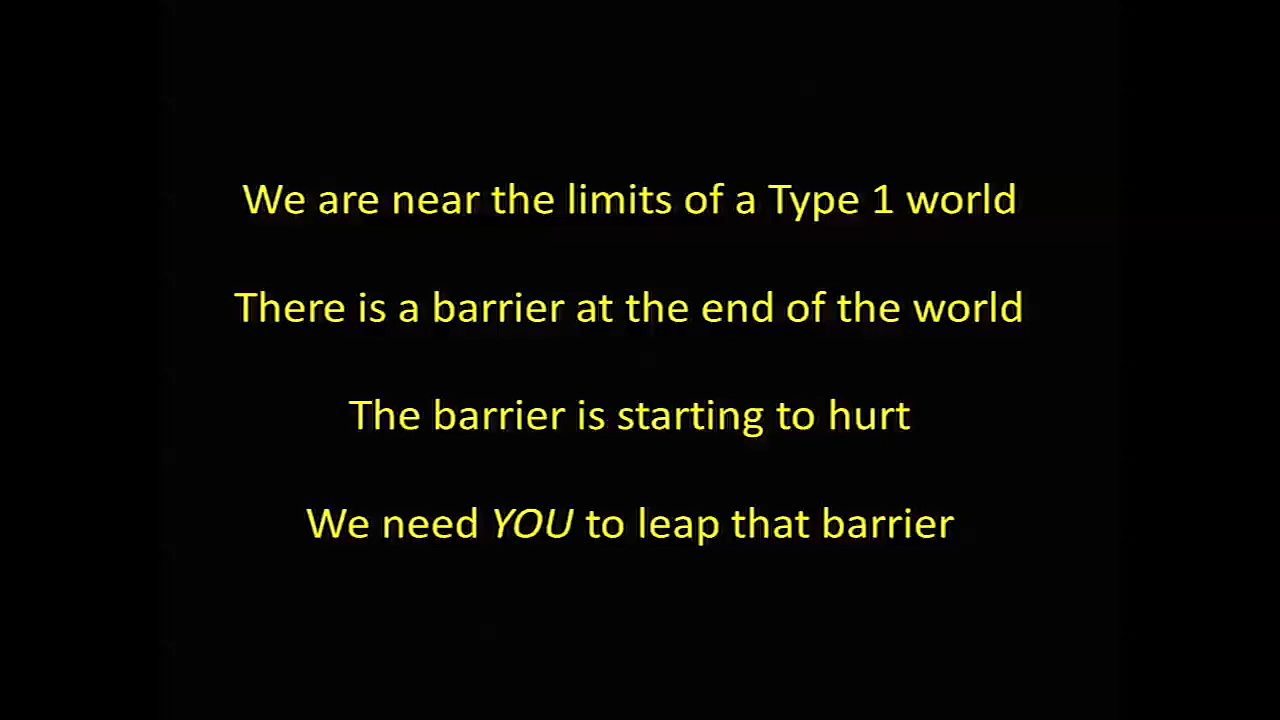 We are near the limits of a Type 1 world
There is a barrier at the end of the world
The barrier is starting to hurt
We need YOU to leap that barrier